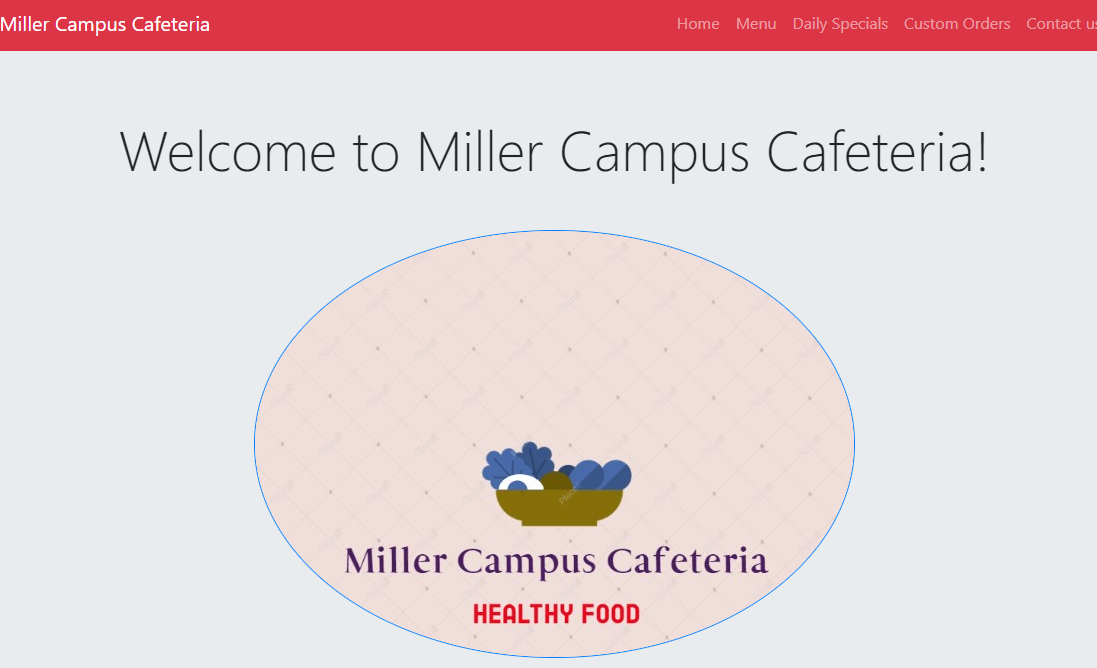 Miller Campus Cafeteria
Home Menu Daily Specials Custom Orders Contact us
Welcome to Miller Campus Cafeteria!
Miller Campus Cafeteria
HEALTHY FOOD